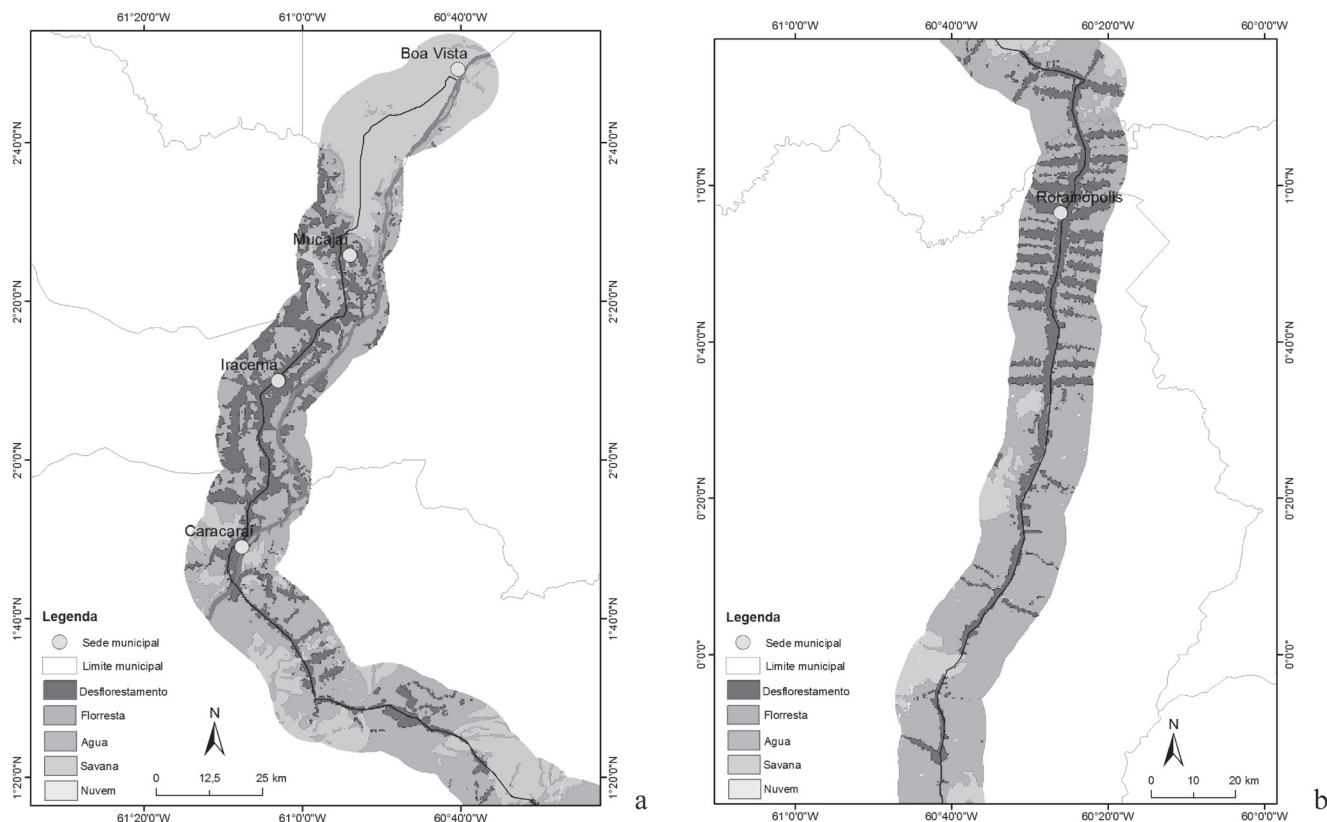 61°20'0"W 61°0'0"W 60°40'0"W
2°40'0"N 2°20'0"N 2°0'0"N 1°40'0"N 1°20'0"N
Boa Vista
Mucajaí
Iracema
Caracaraí
Legenda
Sede municipal
Limite municipal
Desflorestamento
Florresta
Agua
Savana
Nuvem
N
0 12,5 25 km
2°40'0"N 2°20'0"N 2°0'0"N 1°40'0"N 1°20'0"N
61°20'0"W 61°0'0"W 60°40'0"W
a
61°0'0"W 60°40'0"W 60°20'0"W 60°0'0"W
1°0'0"N 0°40'0"N 0°20'0"N 0°0'0"
Rorainopolis
Legenda
Sede municipal
Limite municipal
Desflorestamento
Florresta
Agua
Savana
Nuvem
N
0 10 20 km
1°0'0"N 0°40'0"N 0°20'0"N 0°0'0"
61°0'0"W 60°40'0"W 60°20'0"W 60°0'0"W
b